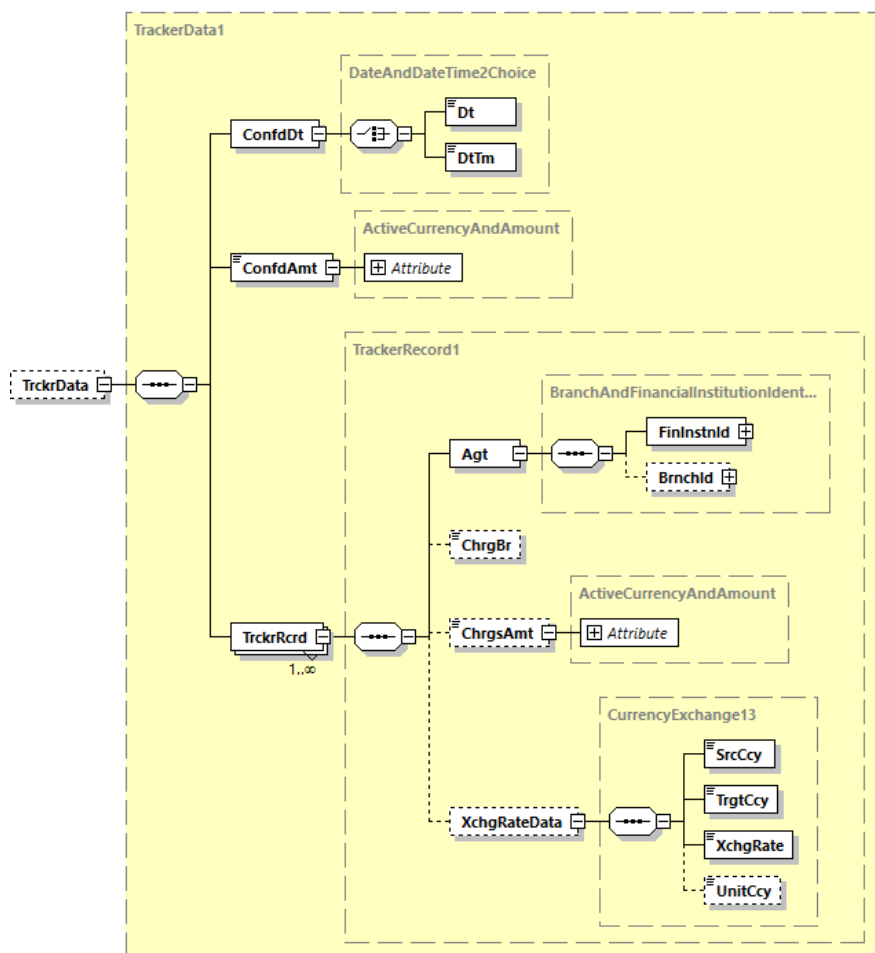 TrackerData1
DateAndDateTime2Choice
Dt
ConfdDt
DtTm
ActiveCurrencyAndAmount
ConfdAmt
Attribute
TrackerRecord1
TrckrData
BranchAndFinancialInstitutionIdent...
FinInstnId
Agt
BrnchId
ChrgBr
ActiveCurrencyAndAmount
TrckrRcrd
ChrgsAmt
Attribute
1..∞
CurrencyExchange13
SrcCcy
TrgtCcy
XchgRateData
XchgRate
UnitCcy